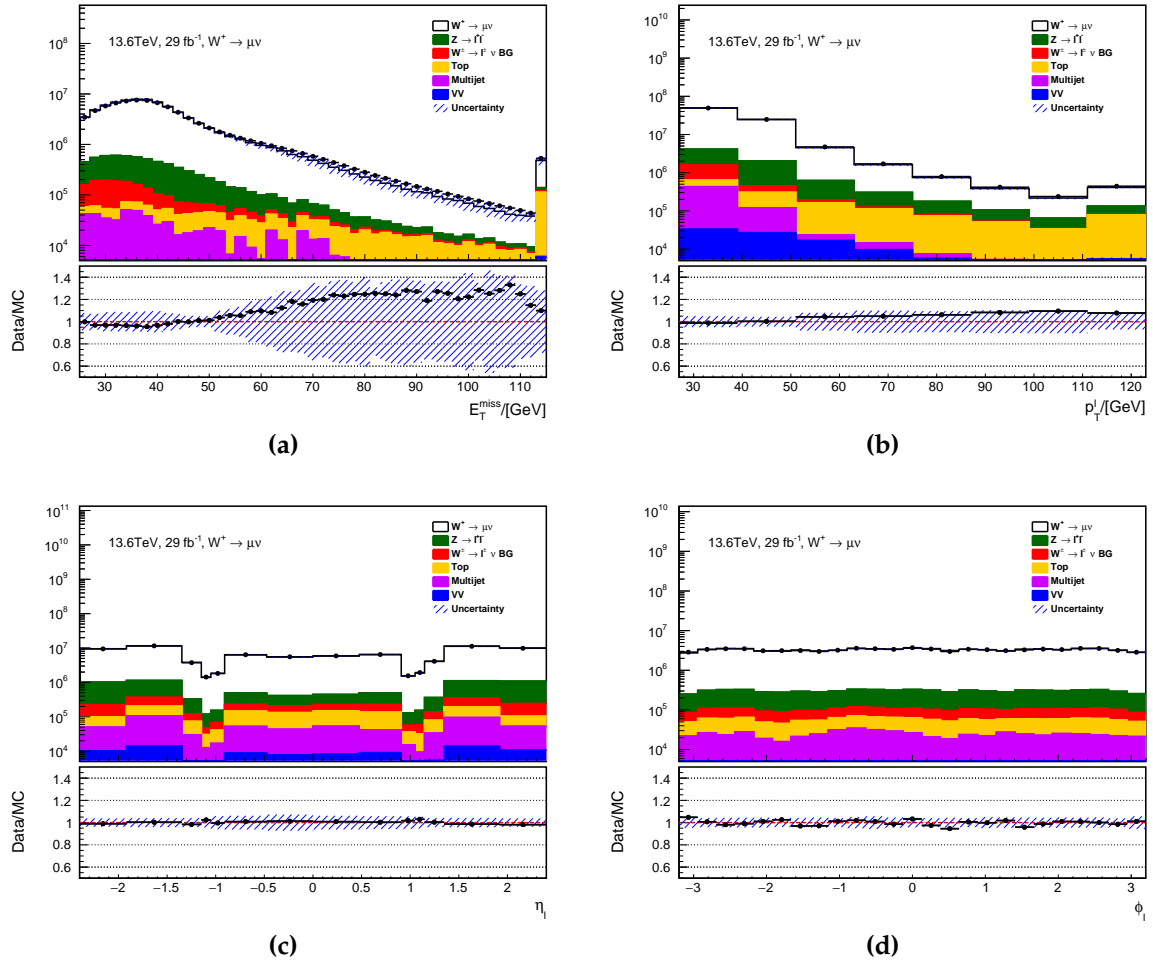 13.6TeV, 29 fb⁻¹, W⁺ → μν
W⁺ → μν
Z → l⁺l⁻
W± → l± ν BG
Top
Multijet
VV
Uncertainty
10⁸
10⁷
10⁶
10⁵
10⁴
Data/MC
1.4
1.2
1
0.8
0.6
30 40 50 60 70 80 90 100 110
E_T^miss/[GeV]
(a)
13.6TeV, 29 fb⁻¹, W⁺ → μν
W⁺ → μν
Z → l⁺l⁻
W± → l± ν BG
Top
Multijet
VV
Uncertainty
10¹⁰
10⁹
10⁸
10⁷
10⁶
10⁵
10⁴
Data/MC
1.4
1.2
1
0.8
0.6
30 40 50 60 70 80 90 100 110 120
p_T^l/[GeV]
(b)
13.6TeV, 29 fb⁻¹, W⁺ → μν
W⁺ → μν
Z → l⁺l⁻
W± → l± ν BG
Top
Multijet
VV
Uncertainty
10¹¹
10¹⁰
10⁹
10⁸
10⁷
10⁶
10⁵
10⁴
Data/MC
1.4
1.2
1
0.8
0.6
−2 −1.5 −1 −0.5 0 0.5 1 1.5 2
η_l
(c)
13.6TeV, 29 fb⁻¹, W⁺ → μν
W⁺ → μν
Z → l⁺l⁻
W± → l± ν BG
Top
Multijet
VV
Uncertainty
10¹⁰
10⁹
10⁸
10⁷
10⁶
10⁵
10⁴
Data/MC
1.4
1.2
1
0.8
0.6
−3 −2 −1 0 1 2 3
ϕ_l
(d)